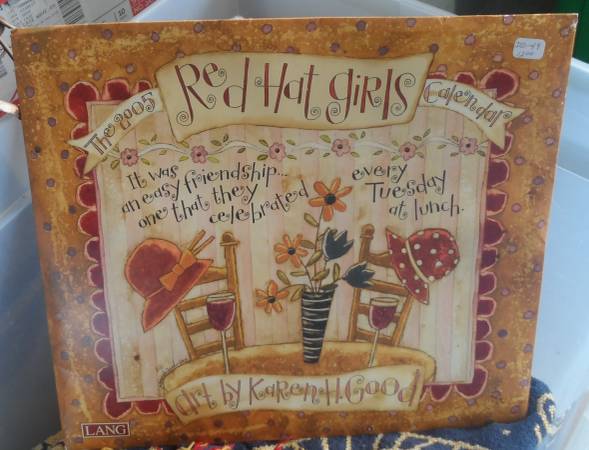 Red Hat girls
The 2005
Calendar
It was
an easy friendship...
one that they
celebrated
every
Tuesday
at lunch.
Art by Karen H. Good
LANG